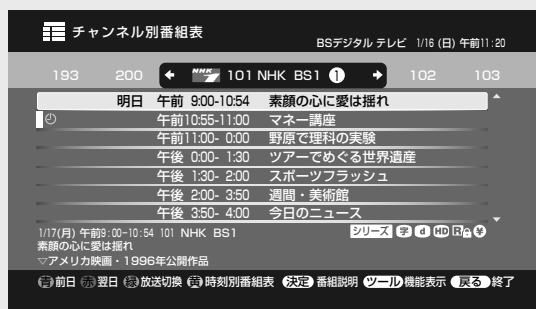 チャンネル別番組表
BSデジタル テレビ 1/16 (日) 午前11:20
193 200 NHK 101 NHK BS1 1 102 103
明日 午前 9:00-10:54 素顔の心に愛は揺れ
午前10:55-11:00 マネー講座
午前11:00- 0:00 野原で理科の実験
午後 0:00- 1:30 ツアーでめぐる世界遺産
午後 1:30- 2:00 スポーツフラッシュ
午後 2:00- 3:50 週間・美術館
午後 3:50- 4:00 今日のニュース
1/17(月) 午前9:00-10:54 101 NHK BS1 シリーズ 字 d HD R ¥
素顔の心に愛は揺れ
▽アメリカ映画・1996年公開作品
青 前日 赤 翌日 緑 放送切換 黄 時刻別番組表 決定 番組説明 ツール 機能表示 戻る 終了